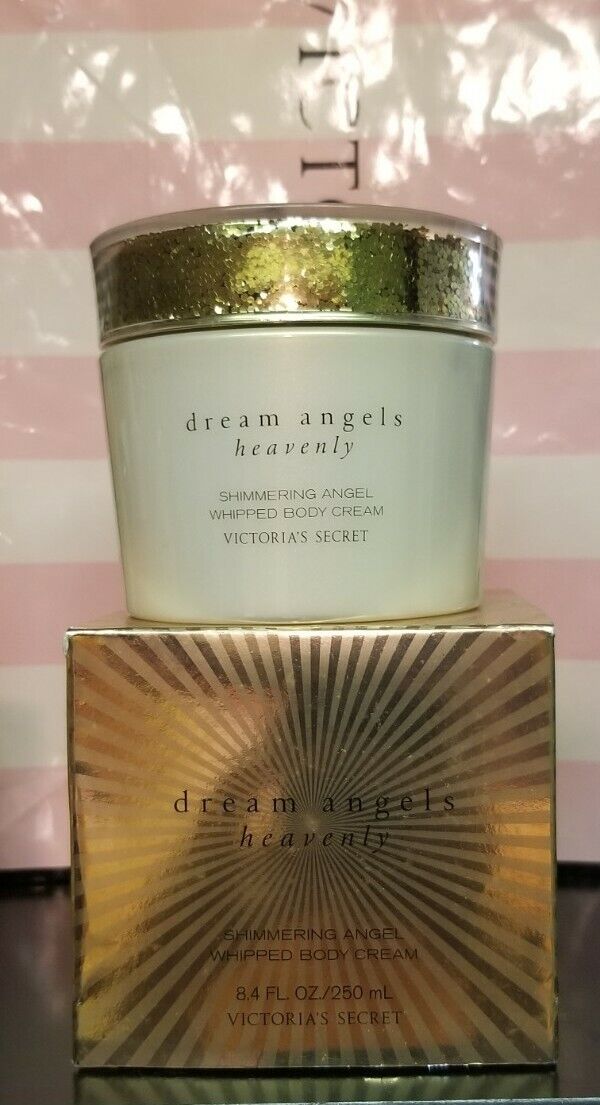 VICTO
dream angels
heavenly
SHIMMERING ANGEL
WHIPPED BODY CREAM
VICTORIA'S SECRET
dream angels
heavenly
SHIMMERING ANGEL
WHIPPED BODY CREAM
8.4 FL. OZ./250 mL
VICTORIA'S SECRET